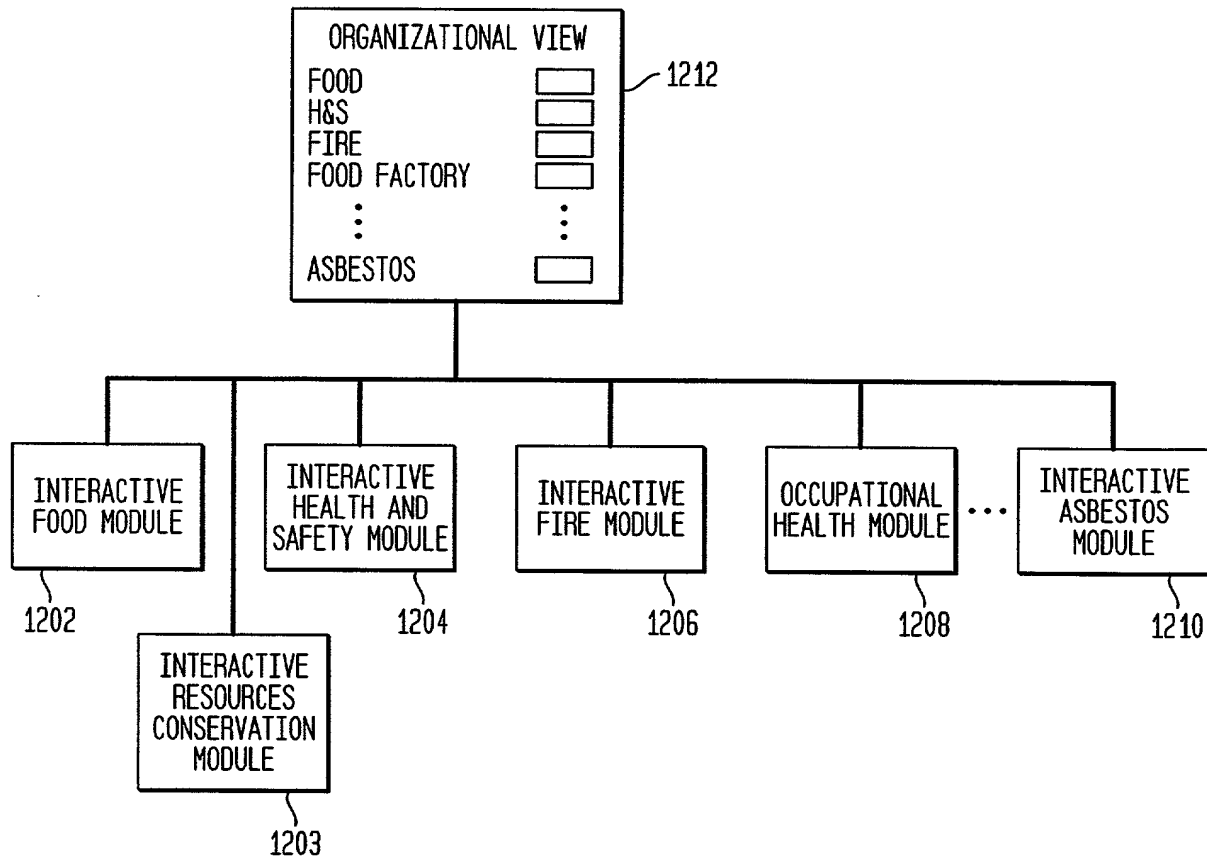 ORGANIZATIONAL VIEW
FOOD
H&S
FIRE
FOOD FACTORY
ASBESTOS
1212
INTERACTIVE
FOOD MODULE
1202
INTERACTIVE
RESOURCES
CONSERVATION
MODULE
1203
INTERACTIVE
HEALTH AND
SAFETY MODULE
1204
INTERACTIVE
FIRE MODULE
1206
OCCUPATIONAL
HEALTH MODULE
1208
INTERACTIVE
ASBESTOS
MODULE
1210